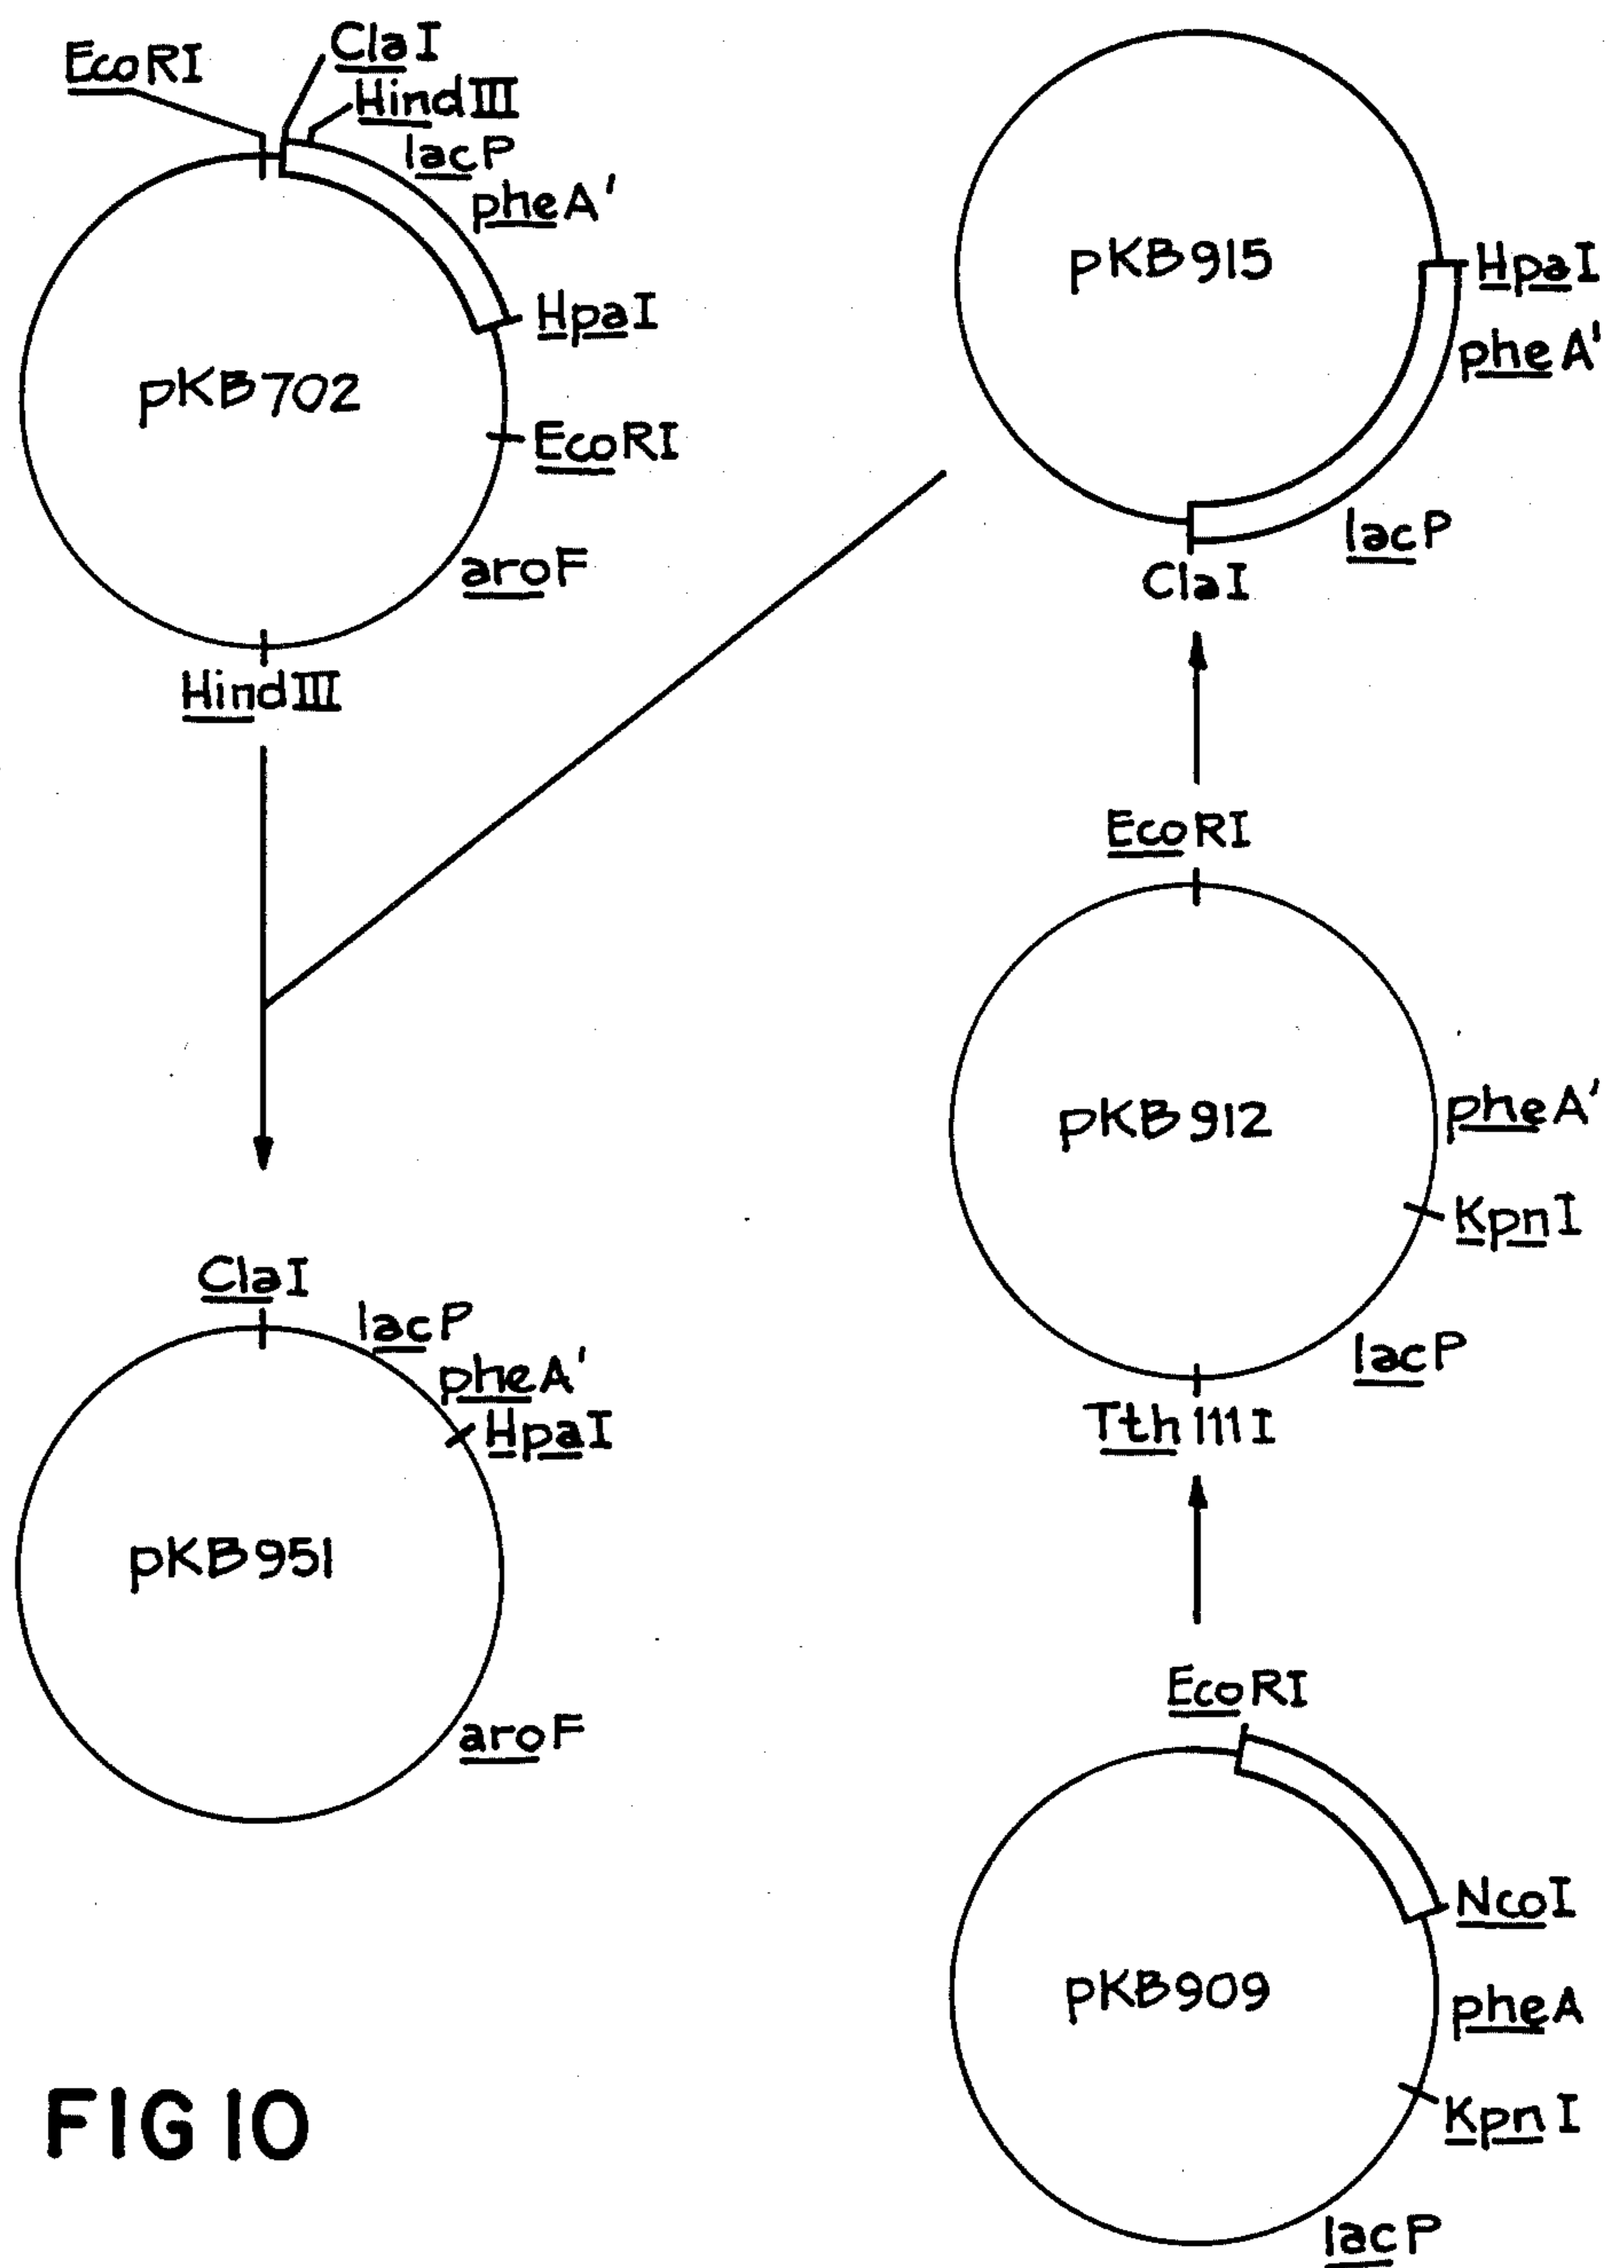 EcoRI
ClaI
HindIII
lacP
pheA'
HpaI
pKB702
EcoRI
aroF
HindIII
pKB915
HpaI
pheA'
lacP
ClaI
EcoRI
pKB912
pheA'
KpnI
lacP
Tth111I
ClaI
lacP
pheA'
HpaI
pKB951
aroF
EcoRI
NcoI
pKB909
pheA
KpnI
lacP
FIG 10